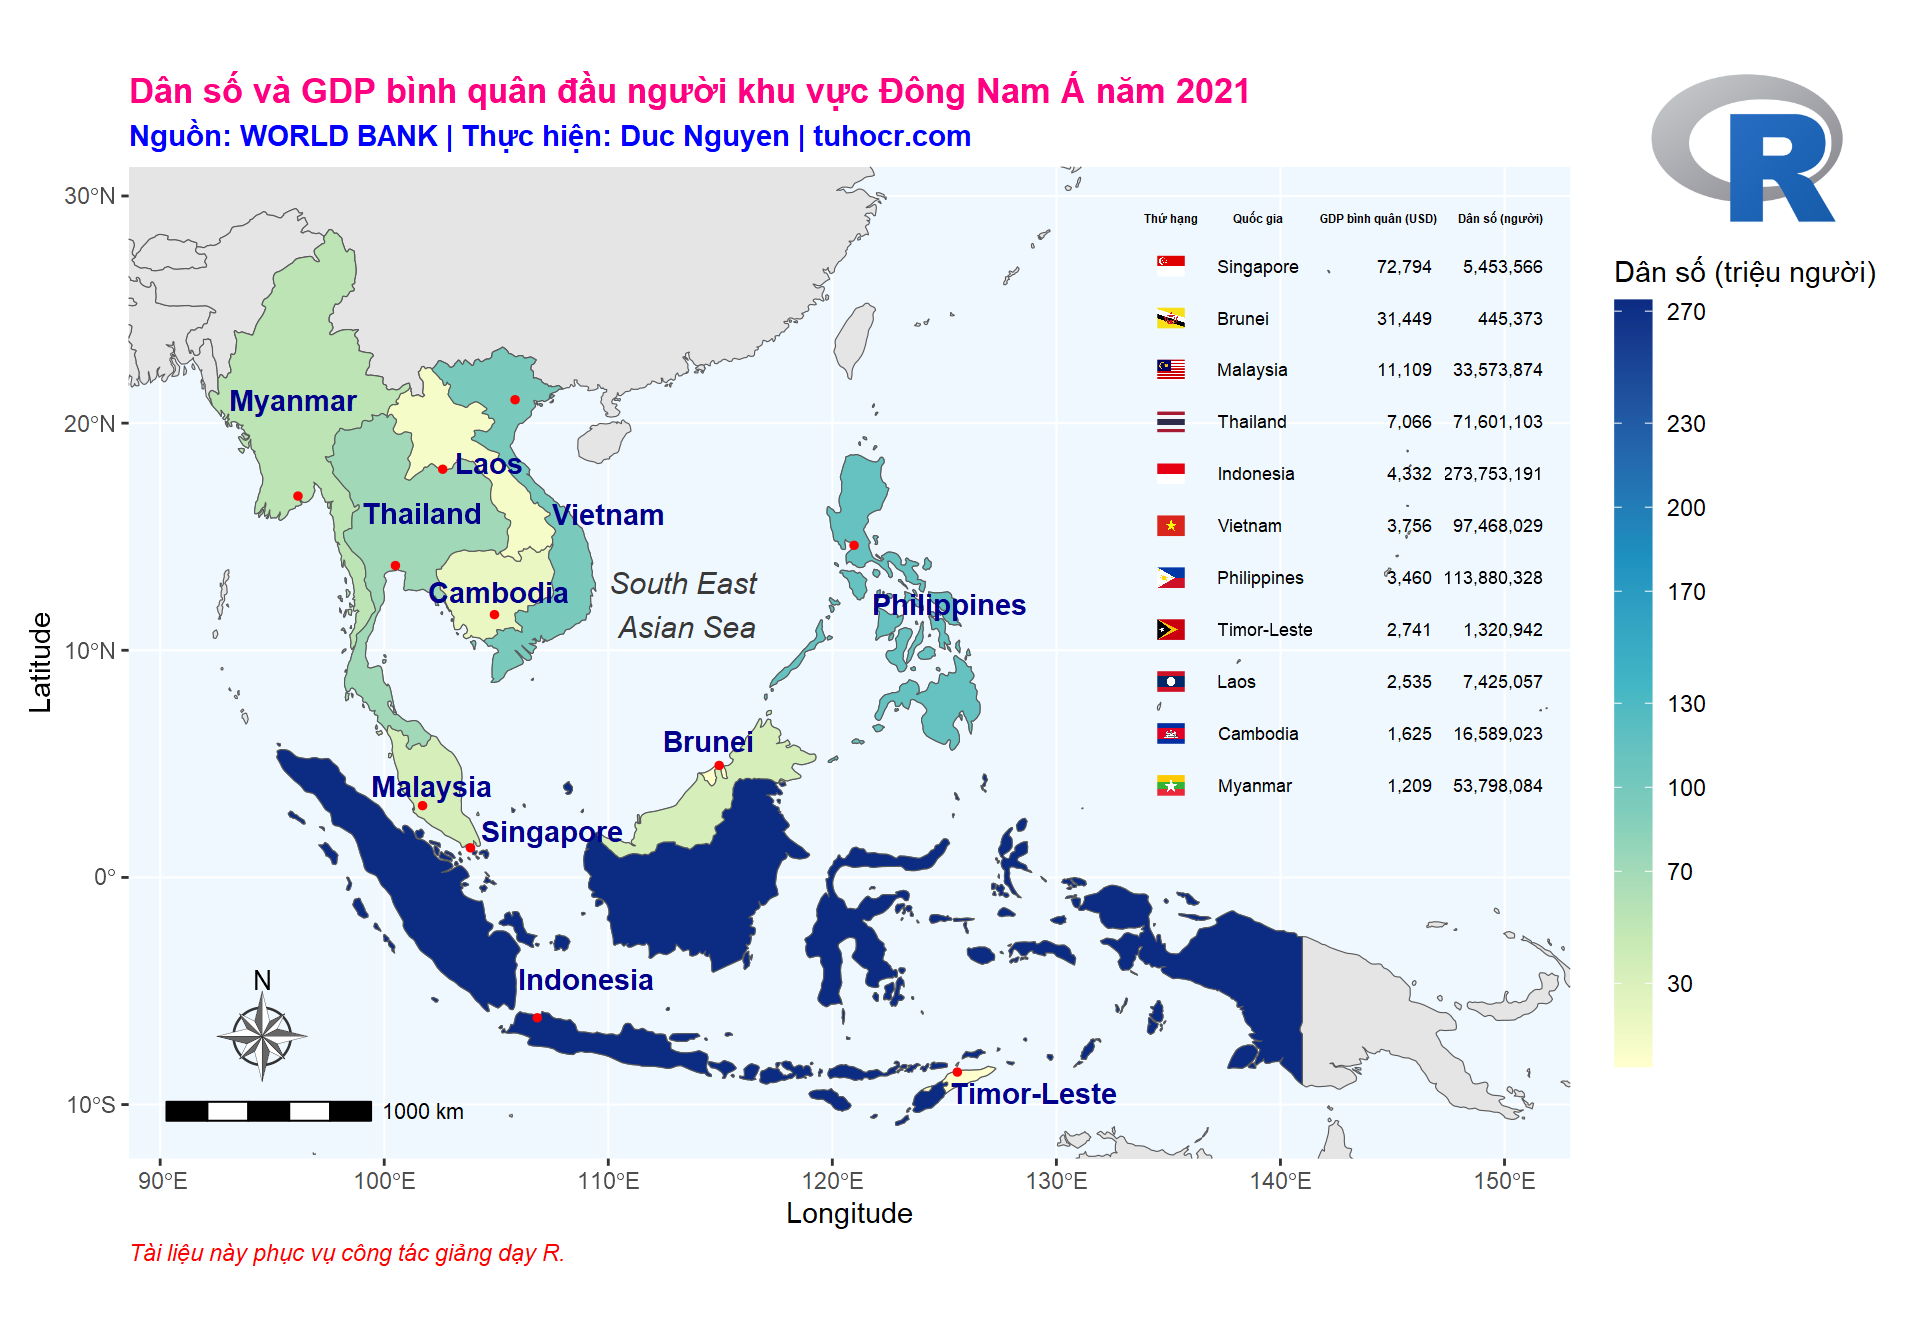 Dân số và GDP bình quân đầu người khu vực Đông Nam Á năm 2021
Nguồn: WORLD BANK | Thực hiện: Duc Nguyen | tuhocr.com
R
Dân số (triệu người)
270
230
200
170
130
100
70
30
Thứ hạng Quốc gia GDP bình quân (USD) Dân số (người)
Singapore 72,794 5,453,566
Brunei 31,449 445,373
Malaysia 11,109 33,573,874
Thailand 7,066 71,601,103
Indonesia 4,332 273,753,191
Vietnam 3,756 97,468,029
Philippines 3,460 113,880,328
Timor-Leste 2,741 1,320,942
Laos 2,535 7,425,057
Cambodia 1,625 16,589,023
Myanmar 1,209 53,798,084
Myanmar
Laos
Thailand
Vietnam
Cambodia
South East
Asian Sea
Philippines
Brunei
Malaysia
Singapore
Indonesia
Timor-Leste
N
1000 km
30°N
20°N
10°N
0°
10°S
Latitude
90°E 100°E 110°E 120°E 130°E 140°E 150°E
Longitude
Tài liệu này phục vụ công tác giảng dạy R.